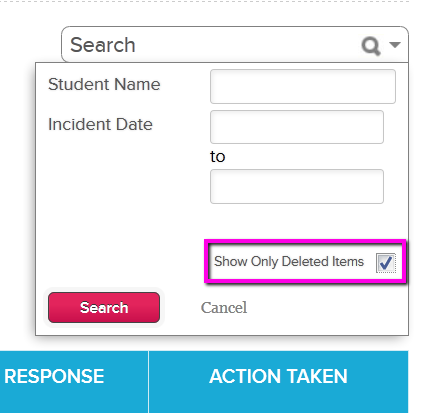 Search
Student Name
Incident Date
to
Show Only Deleted Items
Search Cancel
RESPONSE ACTION TAKEN